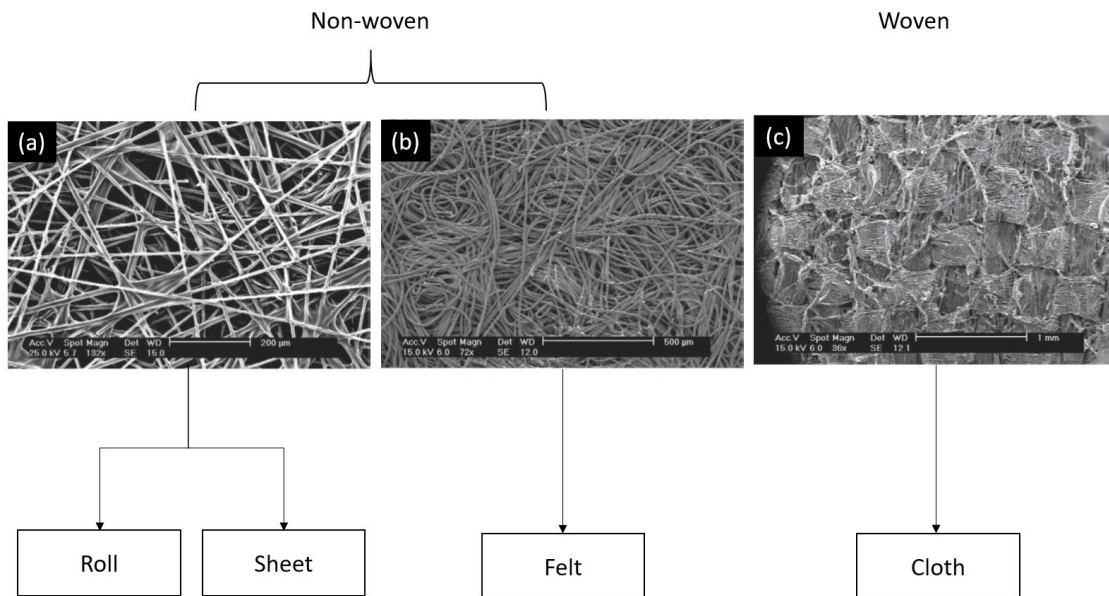 Non-woven
Woven
(a)
(b)
(c)
Acc.V Spot Magn Det WD 200 µm
25.0 kV 5.7 132x SE 15.0
Acc.V Spot Magn Det WD 500 µm
15.0 kV 6.0 72x SE 12.0
Acc.V Spot Magn Det WD 1 mm
15.0 kV 6.0 36x SE 12.1
Roll
Sheet
Felt
Cloth